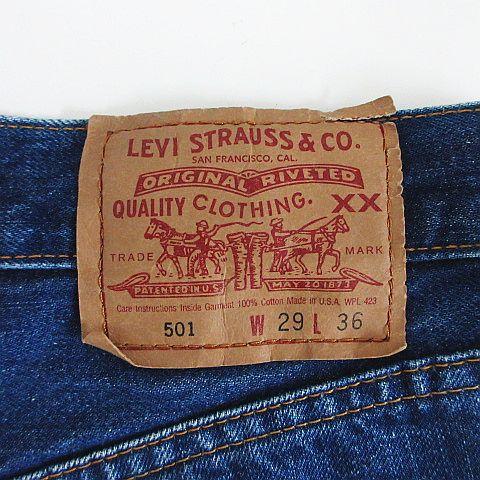 LEVI STRAUSS & CO.
SAN FRANCISCO, CAL.
ORIGINAL RIVETED
QUALITY CLOTHING. XX
TRADE MARK
PATENTED IN U.S. MAY 20 1873
Care Instructions Inside Garment 100% Cotton Made in U.S.A. WPL 423
501 W 29 L 36